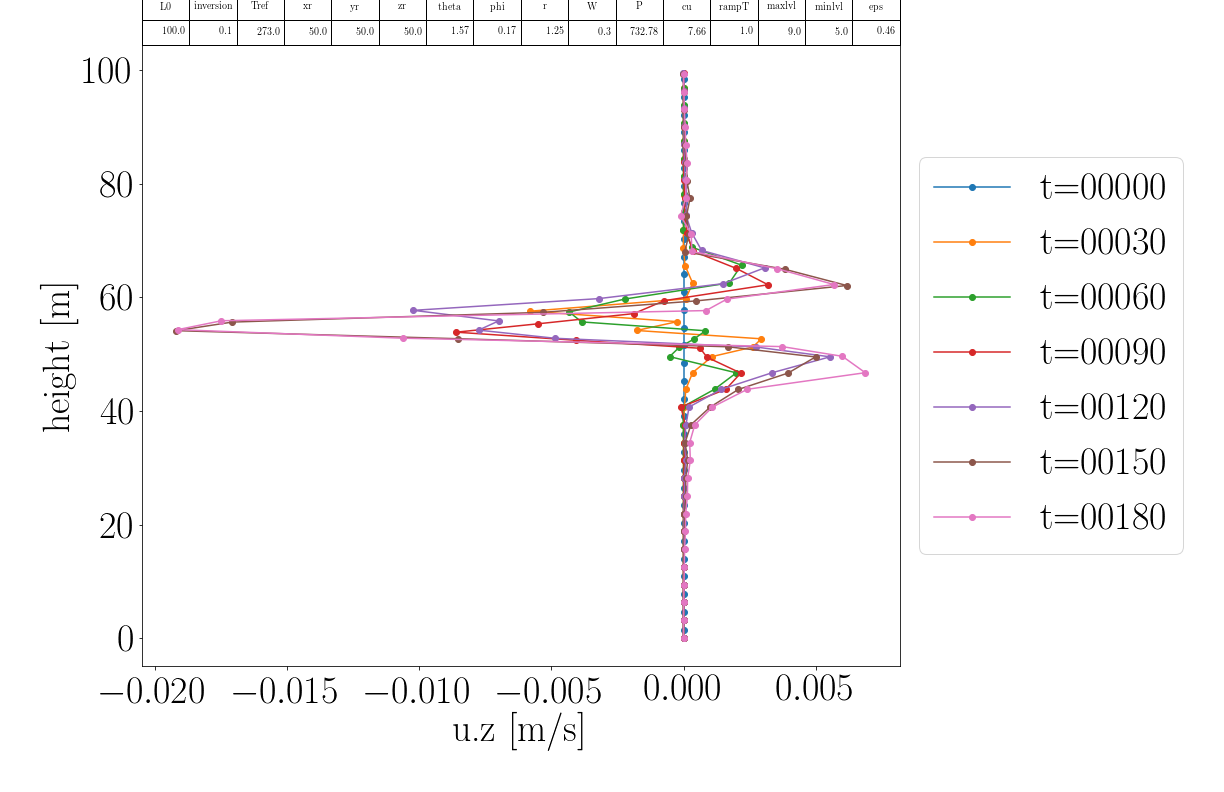 L0 inversion Tref xr yr zr theta phi r W P cu rampT maxlvl minlvl eps
100.0 0.1 273.0 50.0 50.0 50.0 1.57 0.17 1.25 0.3 732.78 7.66 1.0 9.0 5.0 0.46
100
80
60
40
20
0
height [m]
−0.020 −0.015 −0.010 −0.005 0.000 0.005
u.z [m/s]
t=00000
t=00030
t=00060
t=00090
t=00120
t=00150
t=00180